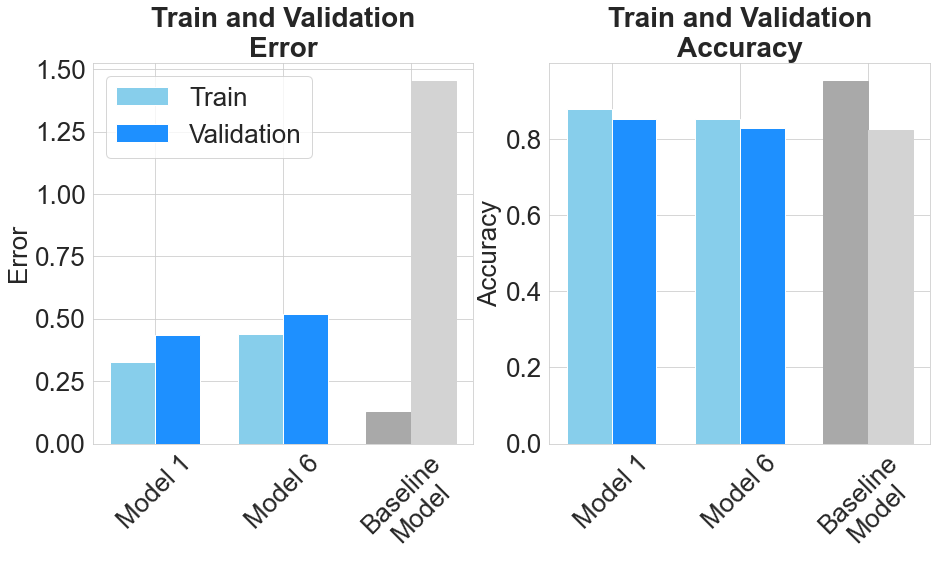 Train and Validation
Error
1.50
1.25
1.00
0.75
0.50
0.25
0.00
Error
Train
Validation
Model 1
Model 6
Baseline
Model
Train and Validation
Accuracy
0.8
0.6
0.4
0.2
0.0
Accuracy
Model 1
Model 6
Baseline
Model